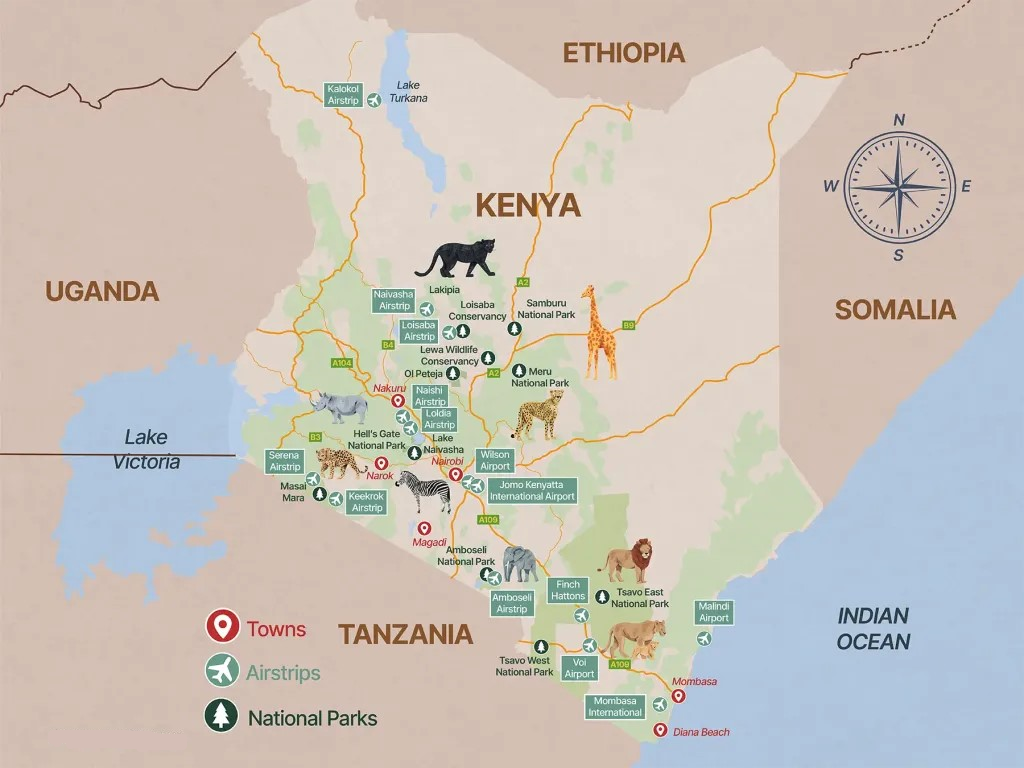 ETHIOPIA
Kalokol
Airstrip
Lake
Turkana
N
W
E
S
KENYA
UGANDA
SOMALIA
A2
Lakipia
Naivasha
Airstrip
Loisaba
Conservancy
Samburu
National Park
Loisaba
Airstrip
B9
B4
Lewa Wildlife
Conservancy
A104
Ol Peteja
A2
Meru
National Park
Nakuru
Naishi
Airstrip
Loldia
Airstrip
Lake
Victoria
B3
Hell's Gate
National Park
Lake
Naivasha
Serena
Airstrip
Narok
Nairobi
Wilson
Airport
Masai
Mara
Keekrok
Airstrip
Jomo Kenyatta
International Airport
A109
Magadi
Amboseli
National Park
Amboseli
Airstrip
Finch
Hattons
Tsavo East
National Park
Malindi
Airport
INDIAN
OCEAN
Towns
TANZANIA
Airstrips
Tsavo West
National Park
Voi
Airport
A109
Mombasa
Mombasa
International
National Parks
Diana Beach